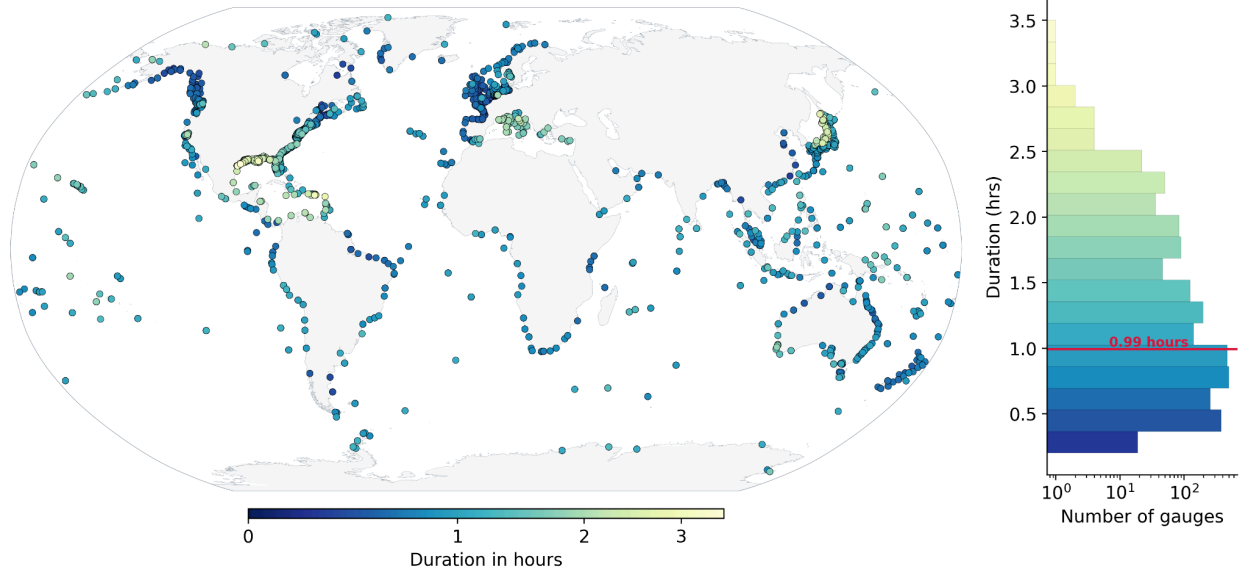 0
1
2
3
Duration in hours
3.5
3.0
2.5
2.0
1.5
1.0
0.5
Duration (hrs)
0.99 hours
10⁰ 10¹ 10²
Number of gauges